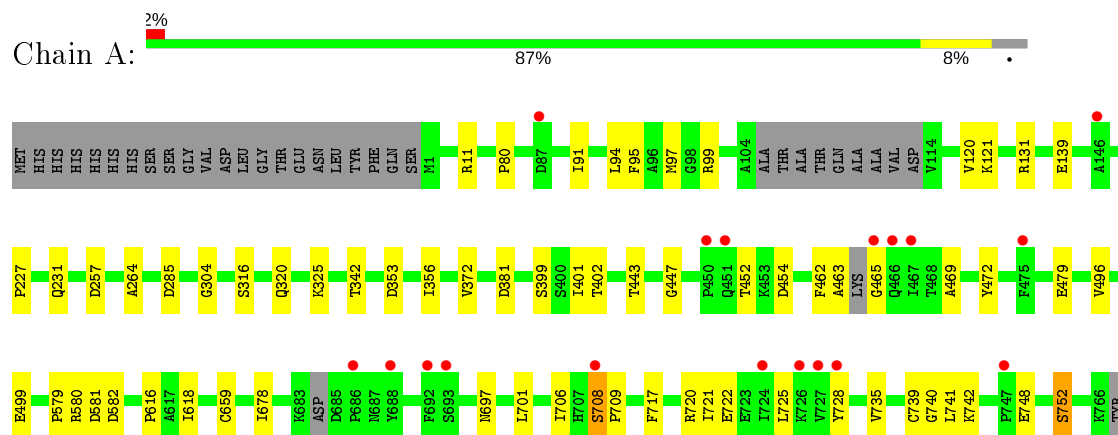 2%
Chain A:
87% 8% •
MET HIS HIS HIS HIS HIS HIS SER SER GLY VAL ASP LEU GLY GLY THR GLU ASN LEU TYR PHE GLN SER M1 R11 P80 D87 I91 L94 F95 A96 M97 G98 R99 A104 ALA THR ALA ALA THR GLN ALA ALA VAL ASP V114 V120 K121 R131 E139 A146
P227 Q231 D257 A264 D285 G304 S316 Q320 K325 T342 D353 I356 V372 D381 S399 S400 I401 T402 T443 G447 P450 Q451 T452 K453 D454 F462 A463 LYS G465 Q466 I467 T468 A469 Y472 F475 E479 V496
E499 P579 R580 D581 D582 P616 A617 I618 C659 I678 K683 ASP D685 P686 N687 Y688 F692 S693 N697 L701 I706 H707 S708 P709 F717 R720 I721 E722 E723 I724 L725 K726 V727 Y728 V735 C739 G740 L741 K742 P747 E748 S752 K766 TYR